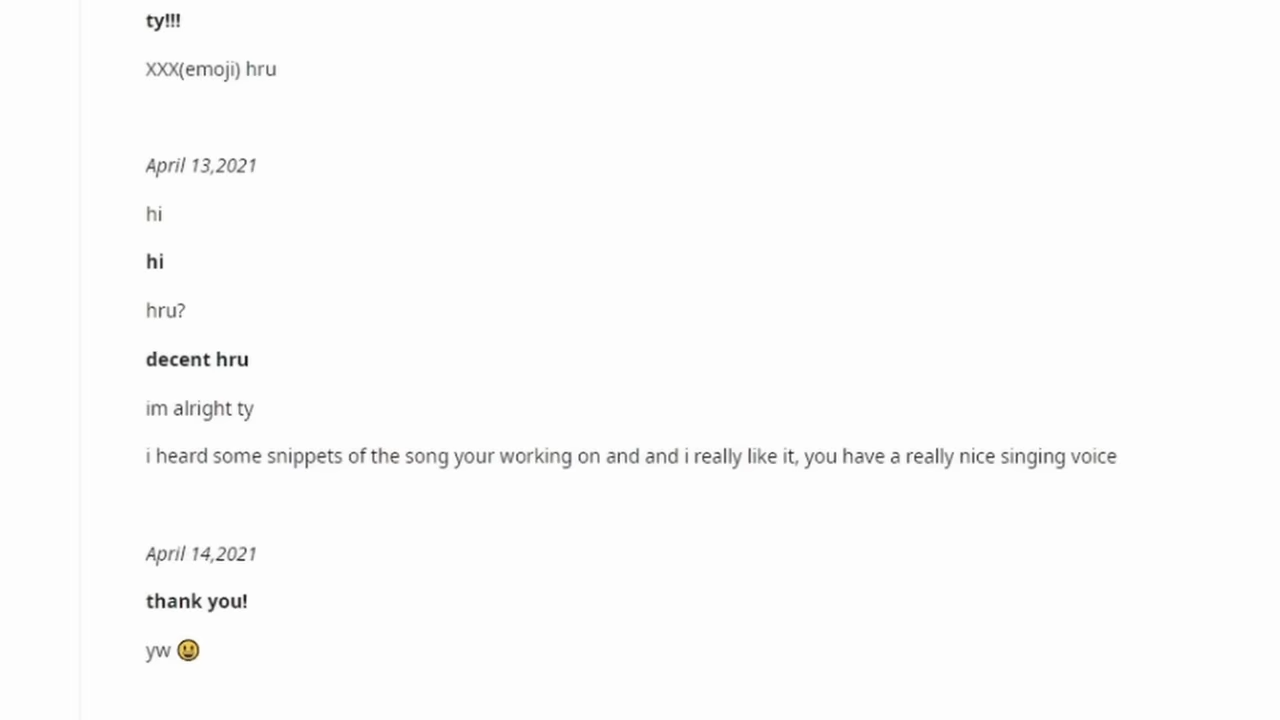 ty!!!
XXX(emoji) hru
April 13,2021
hi
hi
hru?
decent hru
im alright ty
i heard some snippets of the song your working on and and i really like it, you have a really nice singing voice
April 14,2021
thank you!
yw 😃